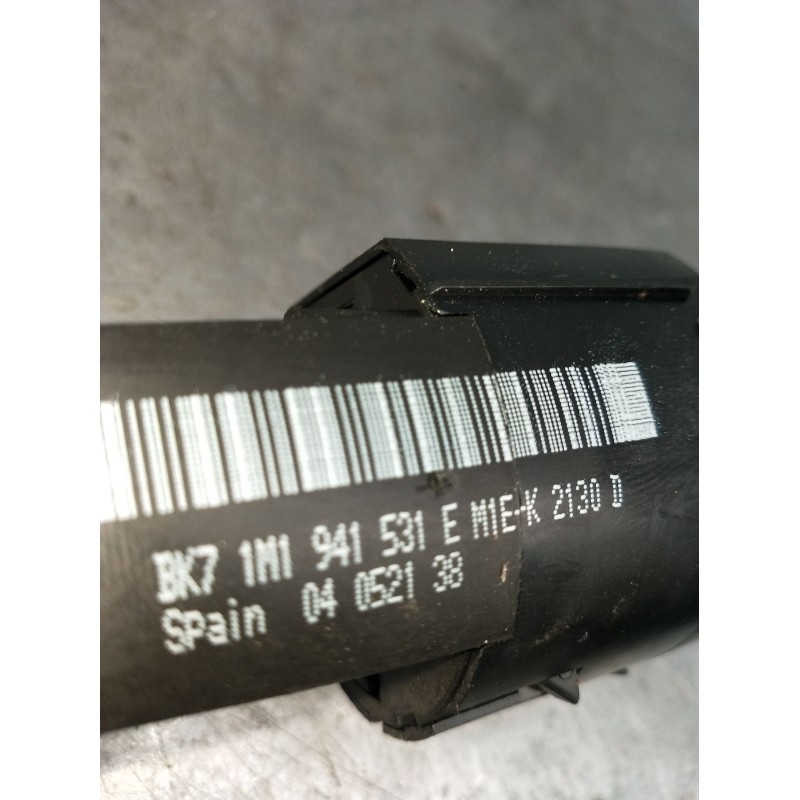 BK7 1M1 941 531 E M1E-K 2130 D
Spain 04 0521 38